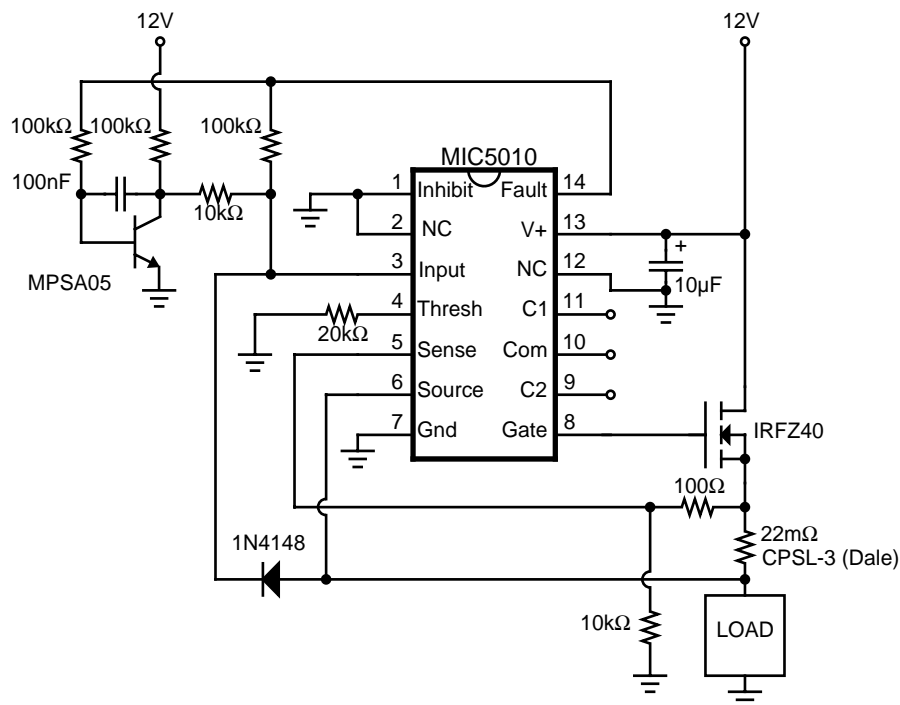 12V
12V
100kΩ
100kΩ
100kΩ
100nF
10kΩ
MPSA05
MIC5010
1
Inhibit
Fault
14
2
NC
V+
13
3
Input
NC
12
4
Thresh
C1
11
5
Sense
Com
10
6
Source
C2
9
7
Gnd
Gate
8
20kΩ
+
10µF
IRFZ40
100Ω
22mΩ
CPSL-3 (Dale)
1N4148
10kΩ
LOAD